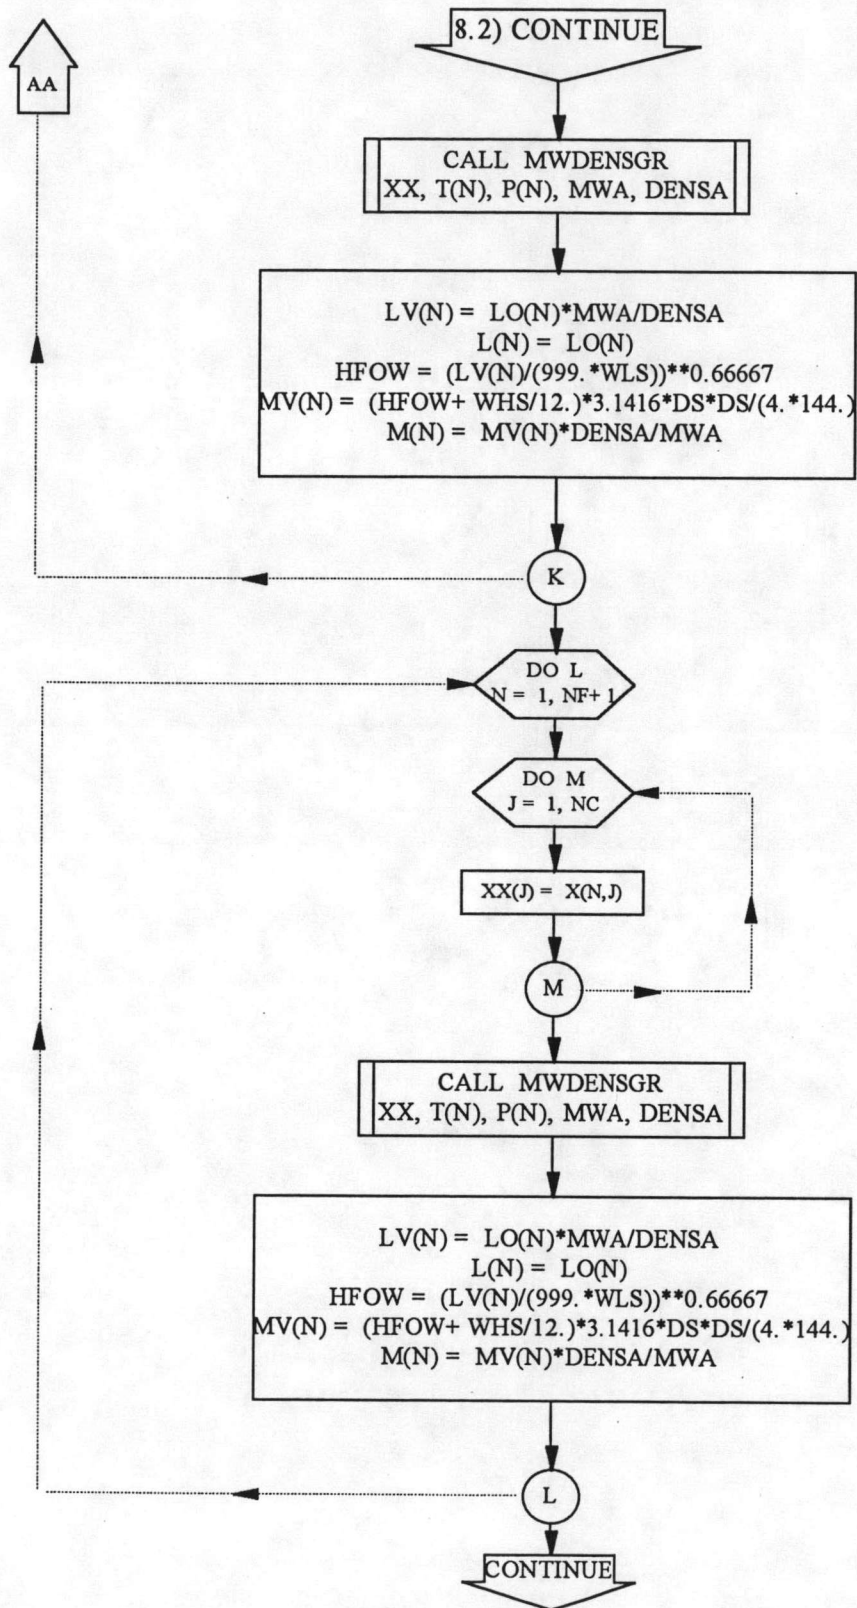 8.2) CONTINUE
AA
CALL MWDENSGR
XX, T(N), P(N), MWA, DENSA
LV(N) = LO(N)*MWA/DENSA
L(N) = LO(N)
HFOW = (LV(N)/(999.*WLS))**0.66667
MV(N) = (HFOW+ WHS/12.)*3.1416*DS*DS/(4.*144.)
M(N) = MV(N)*DENSA/MWA
K
DO L
N = 1, NF+ 1
DO M
J = 1, NC
XX(J) = X(N,J)
M
CALL MWDENSGR
XX, T(N), P(N), MWA, DENSA
LV(N) = LO(N)*MWA/DENSA
L(N) = LO(N)
HFOW = (LV(N)/(999.*WLS))**0.66667
MV(N) = (HFOW+ WHS/12.)*3.1416*DS*DS/(4.*144.)
M(N) = MV(N)*DENSA/MWA
L
CONTINUE